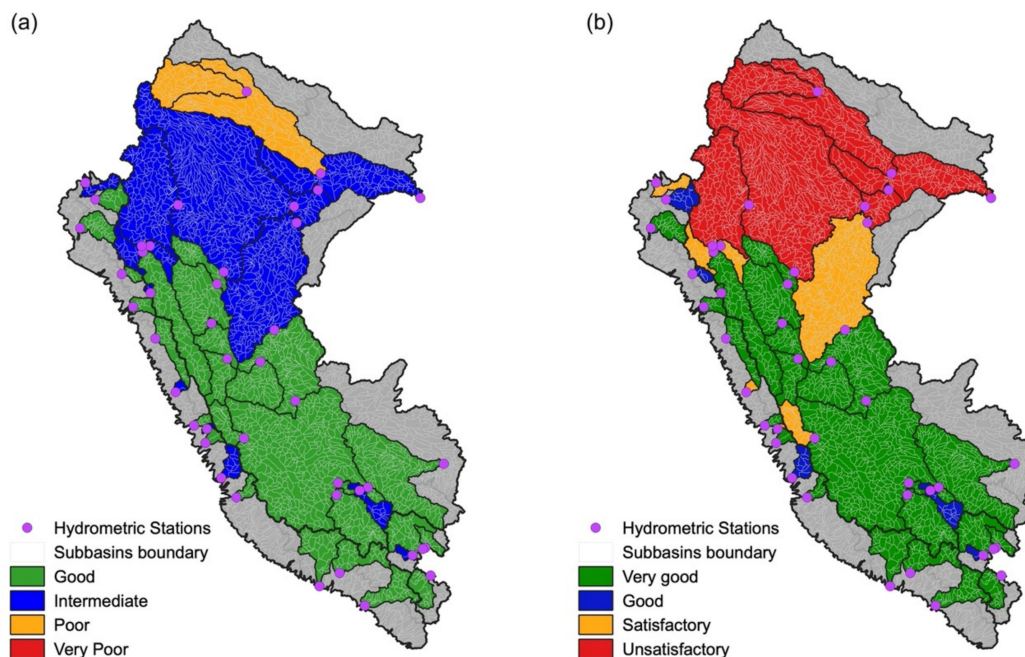 (a)
Hydrometric Stations
Subbasins boundary
Good
Intermediate
Poor
Very Poor
(b)
Hydrometric Stations
Subbasins boundary
Very good
Good
Satisfactory
Unsatisfactory